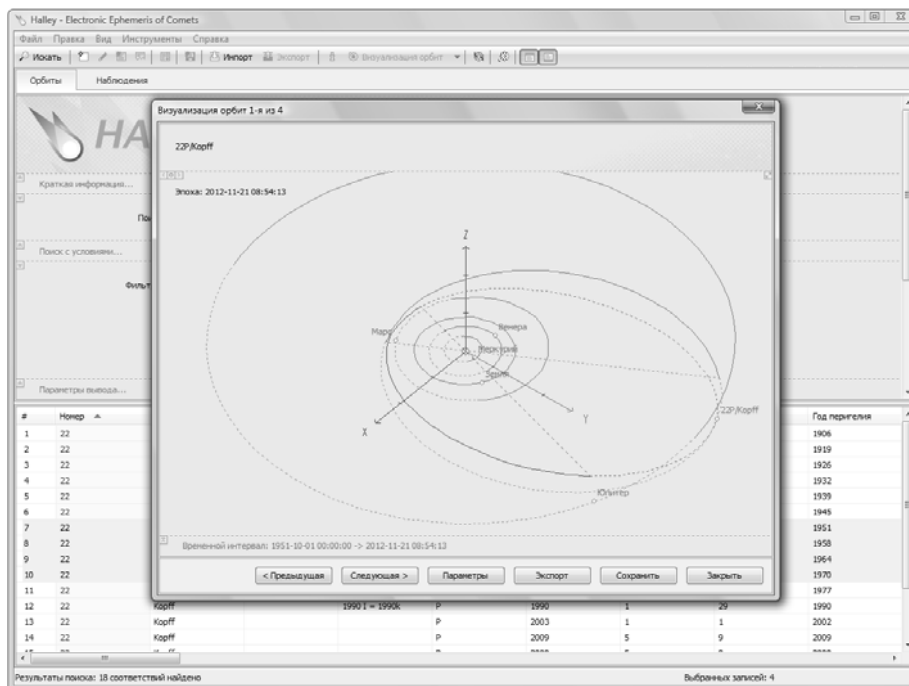 Halley - Electronic Ephemeris of Comets
Файл Правка Вид Инструменты Справка
Искать Импорт Экспорт Визуализация орбит
Орбиты Наблюдения
Визуализация орбит 1-я из 4
22P/Kopff
HA
Краткая информация...
Эпоха: 2012-11-21 08:54:13
Пои
Поиск с условиями...
Фильт
Z
Марс
Венера
Меркурий
Земля
22P/Kopff
X
Y
Юпитер
Параметры вывода...
Временной интервал: 1951-10-01 00:00:00 -> 2012-11-21 08:54:13
< Предыдущая Следующая > Параметры Экспорт Сохранить Закрыть
# Номер Год перигелия
1 22 1906
2 22 1919
3 22 1926
4 22 1932
5 22 1939
6 22 1945
7 22 1951
8 22 1958
9 22 1964
10 22 1970
11 22 1977
12 22 Kopff 1990 I = 1990k P 1990 1 29 1990
13 22 Kopff P 2003 1 1 2002
14 22 Kopff P 2009 5 9 2009
Результаты поиска: 18 соответствий найдено
Выбранных записей: 4